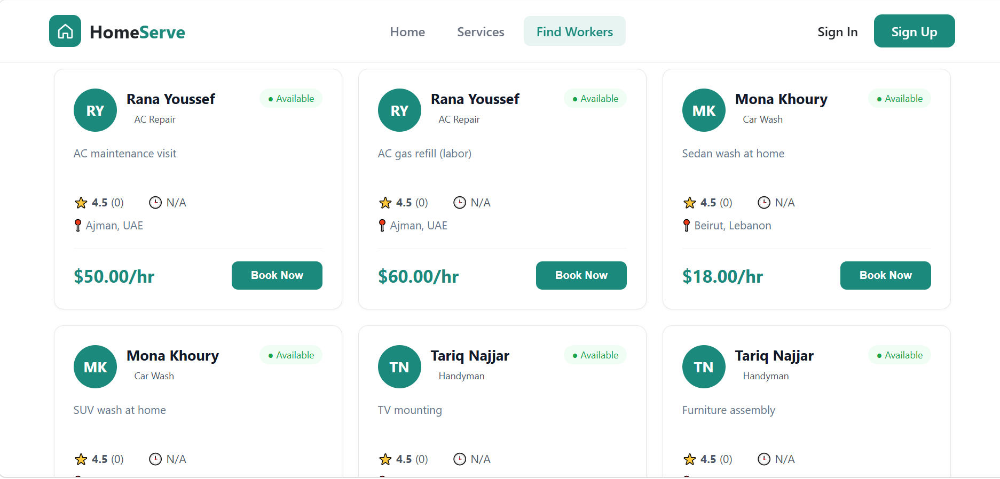 HomeServe
Home Services Find Workers
Sign In Sign Up
RY Rana Youssef ● Available
AC Repair
AC maintenance visit
4.5 (0) N/A
Ajman, UAE
$50.00/hr Book Now
RY Rana Youssef ● Available
AC Repair
AC gas refill (labor)
4.5 (0) N/A
Ajman, UAE
$60.00/hr Book Now
MK Mona Khoury ● Available
Car Wash
Sedan wash at home
4.5 (0) N/A
Beirut, Lebanon
$18.00/hr Book Now
MK Mona Khoury ● Available
Car Wash
SUV wash at home
4.5 (0) N/A
TN Tariq Najjar ● Available
Handyman
TV mounting
4.5 (0) N/A
TN Tariq Najjar ● Available
Handyman
Furniture assembly
4.5 (0) N/A